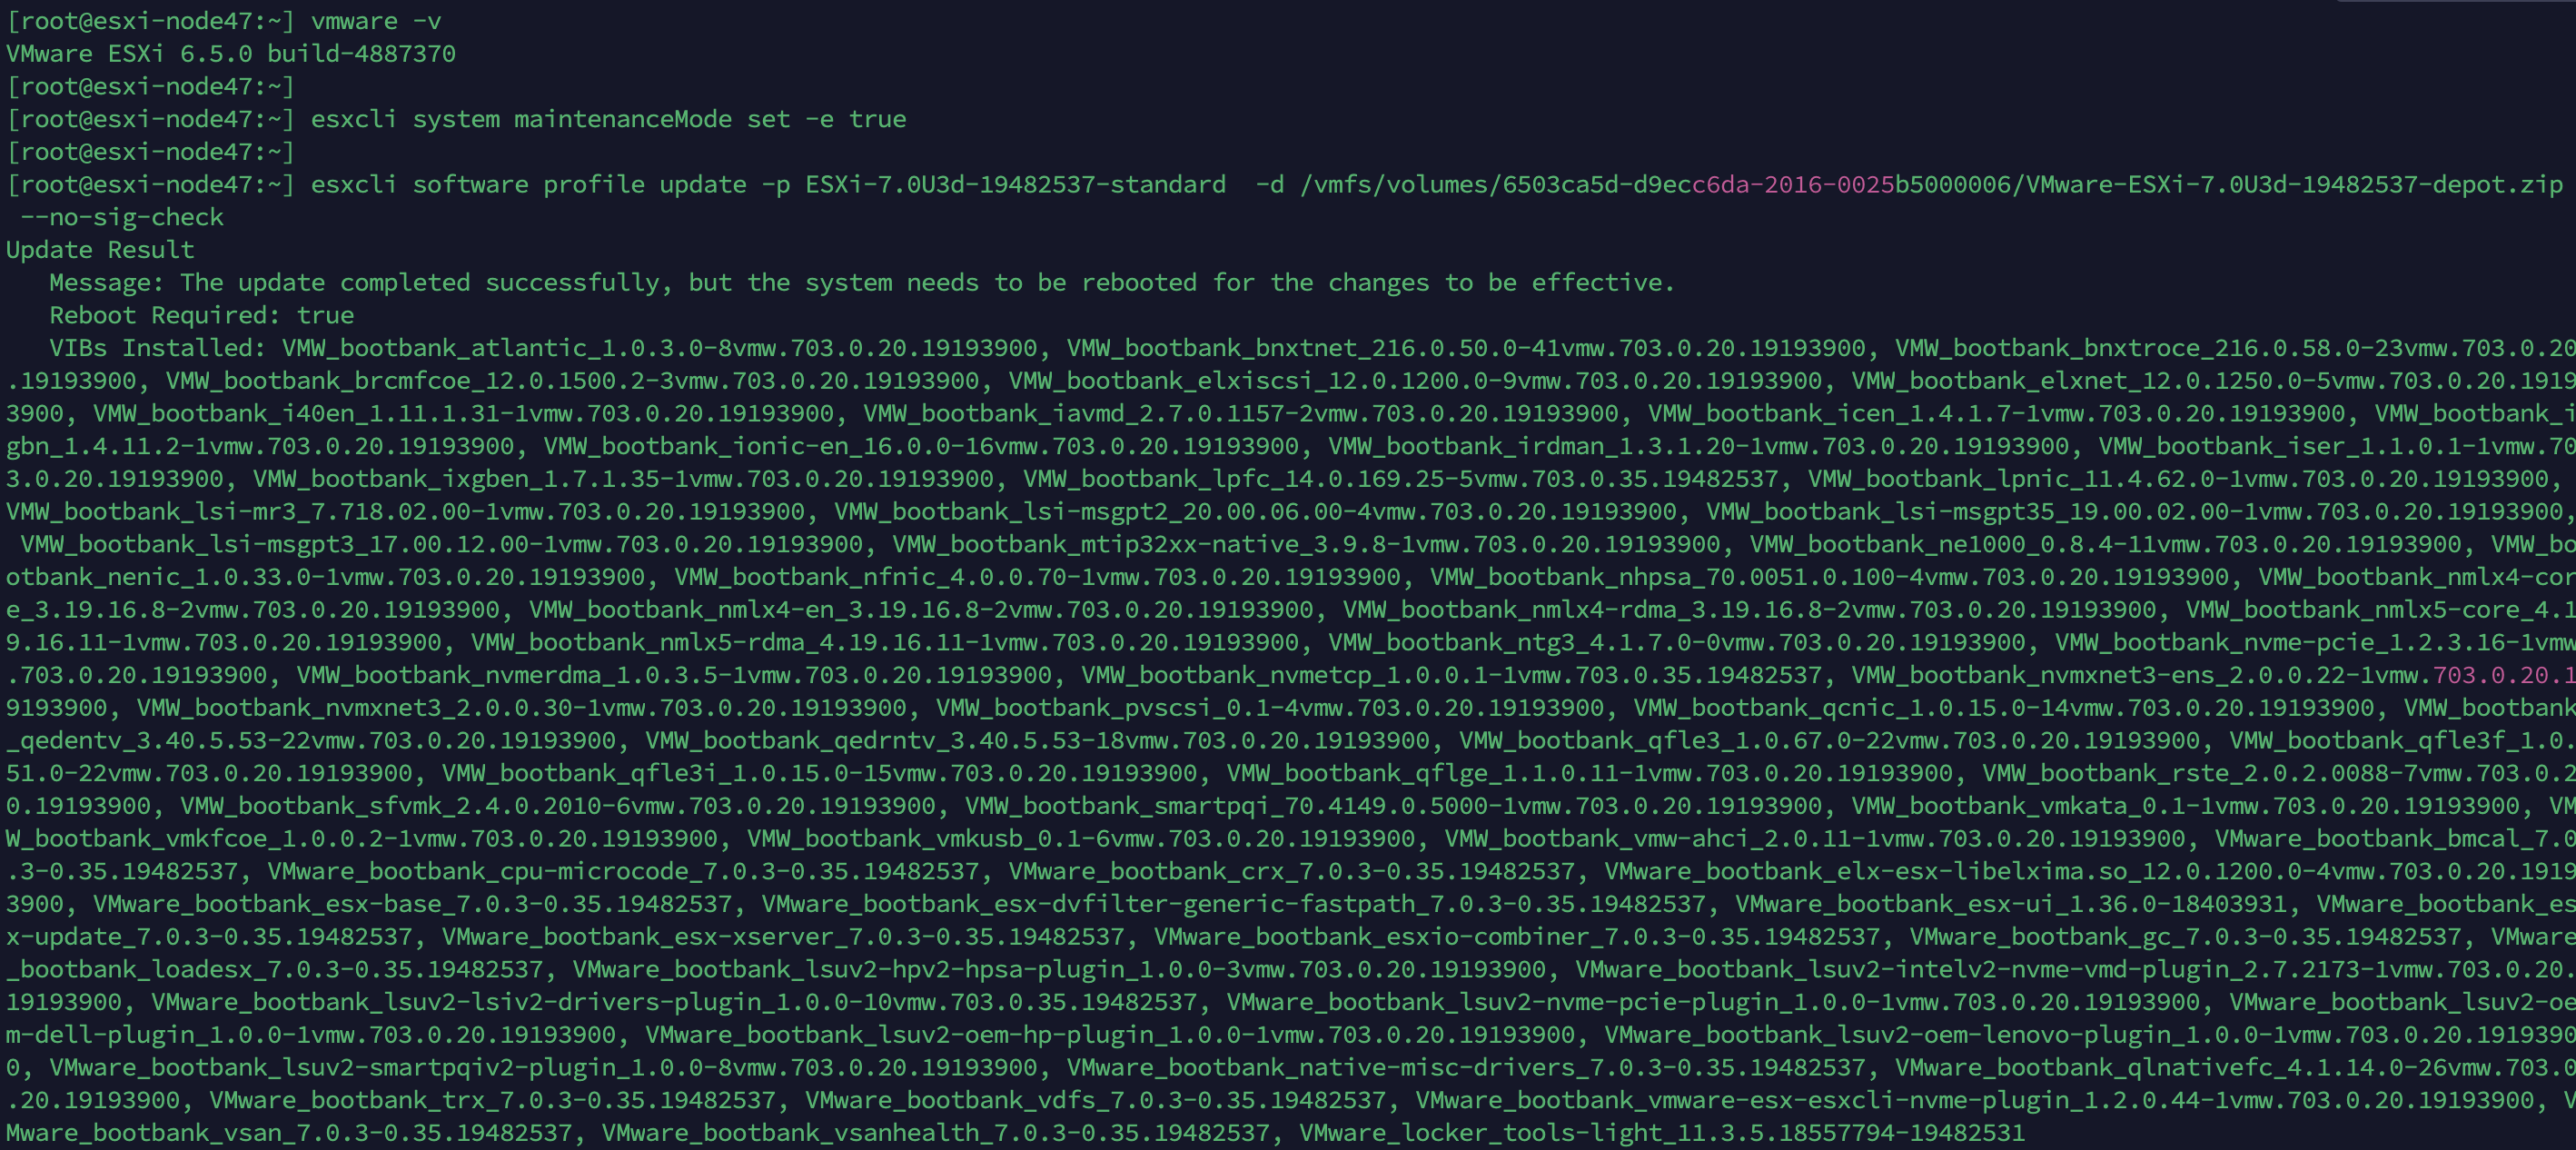 [root@esxi-node47:~] vmware -v
VMware ESXi 6.5.0 build-4887370
[root@esxi-node47:~]
[root@esxi-node47:~] esxcli system maintenanceMode set -e true
[root@esxi-node47:~]
[root@esxi-node47:~] esxcli software profile update -p ESXi-7.0U3d-19482537-standard  -d /vmfs/volumes/6503ca5d-d9ecc6da-2016-0025b5000006/VMware-ESXi-7.0U3d-19482537-depot.zip
 --no-sig-check
Update Result
   Message: The update completed successfully, but the system needs to be rebooted for the changes to be effective.
   Reboot Required: true
   VIBs Installed: VMW_bootbank_atlantic_1.0.3.0-8vmw.703.0.20.19193900, VMW_bootbank_bnxtnet_216.0.50.0-41vmw.703.0.20.19193900, VMW_bootbank_bnxtroce_216.0.58.0-23vmw.703.0.20
.19193900, VMW_bootbank_brcmfcoe_12.0.1500.2-3vmw.703.0.20.19193900, VMW_bootbank_elxiscsi_12.0.1200.0-9vmw.703.0.20.19193900, VMW_bootbank_elxnet_12.0.1250.0-5vmw.703.0.20.1919
3900, VMW_bootbank_i40en_1.11.1.31-1vmw.703.0.20.19193900, VMW_bootbank_iavmd_2.7.0.1157-2vmw.703.0.20.19193900, VMW_bootbank_icen_1.4.1.7-1vmw.703.0.20.19193900, VMW_bootbank_i
gbn_1.4.11.2-1vmw.703.0.20.19193900, VMW_bootbank_ionic-en_16.0.0-16vmw.703.0.20.19193900, VMW_bootbank_irdman_1.3.1.20-1vmw.703.0.20.19193900, VMW_bootbank_iser_1.1.0.1-1vmw.70
3.0.20.19193900, VMW_bootbank_ixgben_1.7.1.35-1vmw.703.0.20.19193900, VMW_bootbank_lpfc_14.0.169.25-5vmw.703.0.35.19482537, VMW_bootbank_lpnic_11.4.62.0-1vmw.703.0.20.19193900,
VMW_bootbank_lsi-mr3_7.718.02.00-1vmw.703.0.20.19193900, VMW_bootbank_lsi-msgpt2_20.00.06.00-4vmw.703.0.20.19193900, VMW_bootbank_lsi-msgpt35_19.00.02.00-1vmw.703.0.20.19193900,
 VMW_bootbank_lsi-msgpt3_17.00.12.00-1vmw.703.0.20.19193900, VMW_bootbank_mtip32xx-native_3.9.8-1vmw.703.0.20.19193900, VMW_bootbank_ne1000_0.8.4-11vmw.703.0.20.19193900, VMW_bo
otbank_nenic_1.0.33.0-1vmw.703.0.20.19193900, VMW_bootbank_nfnic_4.0.0.70-1vmw.703.0.20.19193900, VMW_bootbank_nhpsa_70.0051.0.100-4vmw.703.0.20.19193900, VMW_bootbank_nmlx4-cor
e_3.19.16.8-2vmw.703.0.20.19193900, VMW_bootbank_nmlx4-en_3.19.16.8-2vmw.703.0.20.19193900, VMW_bootbank_nmlx4-rdma_3.19.16.8-2vmw.703.0.20.19193900, VMW_bootbank_nmlx5-core_4.1
9.16.11-1vmw.703.0.20.19193900, VMW_bootbank_nmlx5-rdma_4.19.16.11-1vmw.703.0.20.19193900, VMW_bootbank_ntg3_4.1.7.0-0vmw.703.0.20.19193900, VMW_bootbank_nvme-pcie_1.2.3.16-1vmw
.703.0.20.19193900, VMW_bootbank_nvmerdma_1.0.3.5-1vmw.703.0.20.19193900, VMW_bootbank_nvmetcp_1.0.0.1-1vmw.703.0.35.19482537, VMW_bootbank_nvmxnet3-ens_2.0.0.22-1vmw.703.0.20.1
9193900, VMW_bootbank_nvmxnet3_2.0.0.30-1vmw.703.0.20.19193900, VMW_bootbank_pvscsi_0.1-4vmw.703.0.20.19193900, VMW_bootbank_qcnic_1.0.15.0-14vmw.703.0.20.19193900, VMW_bootbank
_qedentv_3.40.5.53-22vmw.703.0.20.19193900, VMW_bootbank_qedrntv_3.40.5.53-18vmw.703.0.20.19193900, VMW_bootbank_qfle3_1.0.67.0-22vmw.703.0.20.19193900, VMW_bootbank_qfle3f_1.0.
51.0-22vmw.703.0.20.19193900, VMW_bootbank_qfle3i_1.0.15.0-15vmw.703.0.20.19193900, VMW_bootbank_qflge_1.1.0.11-1vmw.703.0.20.19193900, VMW_bootbank_rste_2.0.2.0088-7vmw.703.0.2
0.19193900, VMW_bootbank_sfvmk_2.4.0.2010-6vmw.703.0.20.19193900, VMW_bootbank_smartpqi_70.4149.0.5000-1vmw.703.0.20.19193900, VMW_bootbank_vmkata_0.1-1vmw.703.0.20.19193900, VM
W_bootbank_vmkfcoe_1.0.0.2-1vmw.703.0.20.19193900, VMW_bootbank_vmkusb_0.1-6vmw.703.0.20.19193900, VMW_bootbank_vmw-ahci_2.0.11-1vmw.703.0.20.19193900, VMware_bootbank_bmcal_7.0
.3-0.35.19482537, VMware_bootbank_cpu-microcode_7.0.3-0.35.19482537, VMware_bootbank_crx_7.0.3-0.35.19482537, VMware_bootbank_elx-esx-libelxima.so_12.0.1200.0-4vmw.703.0.20.1919
3900, VMware_bootbank_esx-base_7.0.3-0.35.19482537, VMware_bootbank_esx-dvfilter-generic-fastpath_7.0.3-0.35.19482537, VMware_bootbank_esx-ui_1.36.0-18403931, VMware_bootbank_es
x-update_7.0.3-0.35.19482537, VMware_bootbank_esx-xserver_7.0.3-0.35.19482537, VMware_bootbank_esxio-combiner_7.0.3-0.35.19482537, VMware_bootbank_gc_7.0.3-0.35.19482537, VMware
_bootbank_loadesx_7.0.3-0.35.19482537, VMware_bootbank_lsuv2-hpv2-hpsa-plugin_1.0.0-3vmw.703.0.20.19193900, VMware_bootbank_lsuv2-intelv2-nvme-vmd-plugin_2.7.2173-1vmw.703.0.20.
19193900, VMware_bootbank_lsuv2-lsiv2-drivers-plugin_1.0.0-10vmw.703.0.35.19482537, VMware_bootbank_lsuv2-nvme-pcie-plugin_1.0.0-1vmw.703.0.20.19193900, VMware_bootbank_lsuv2-oe
m-dell-plugin_1.0.0-1vmw.703.0.20.19193900, VMware_bootbank_lsuv2-oem-hp-plugin_1.0.0-1vmw.703.0.20.19193900, VMware_bootbank_lsuv2-oem-lenovo-plugin_1.0.0-1vmw.703.0.20.1919390
0, VMware_bootbank_lsuv2-smartpqiv2-plugin_1.0.0-8vmw.703.0.20.19193900, VMware_bootbank_native-misc-drivers_7.0.3-0.35.19482537, VMware_bootbank_qlnativefc_4.1.14.0-26vmw.703.0
.20.19193900, VMware_bootbank_trx_7.0.3-0.35.19482537, VMware_bootbank_vdfs_7.0.3-0.35.19482537, VMware_bootbank_vmware-esx-esxcli-nvme-plugin_1.2.0.44-1vmw.703.0.20.19193900, V
Mware_bootbank_vsan_7.0.3-0.35.19482537, VMware_bootbank_vsanhealth_7.0.3-0.35.19482537, VMware_locker_tools-light_11.3.5.18557794-19482531